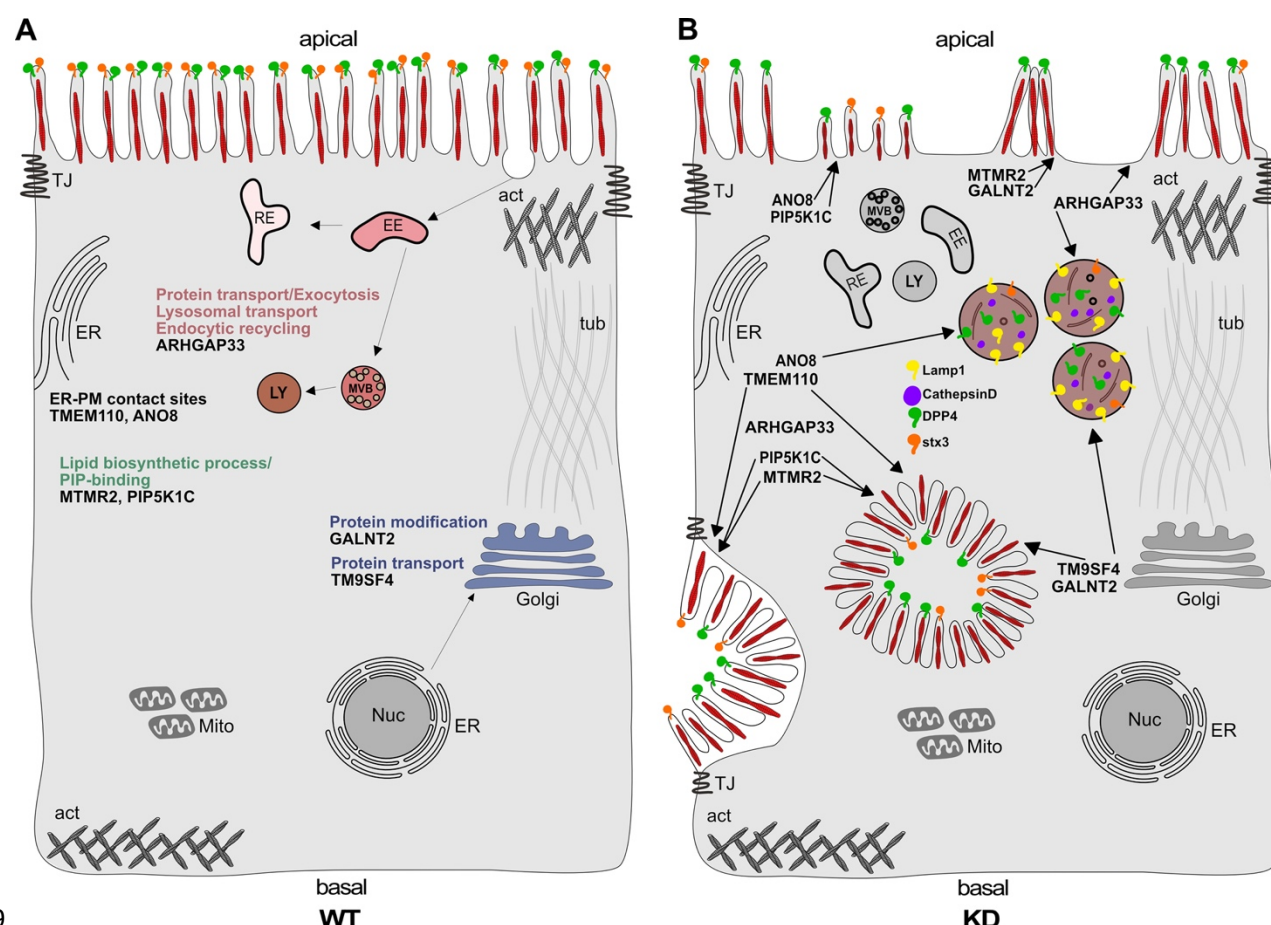 A
apical
TJ
act
RE
EE
ER
Protein transport/Exocytosis
Lysosomal transport
Endocytic recycling
ARHGAP33
tub
LY
MVB
ER-PM contact sites
TMEM110, ANO8
Lipid biosynthetic process/
PIP-binding
MTMR2, PIP5K1C
Protein modification
GALNT2
Protein transport
TM9SF4
Golgi
Nuc
ER
Mito
act
basal
WT
9
B
apical
TJ
ANO8
PIP5K1C
MVB
EE
MTMR2
GALNT2
act
ARHGAP33
RE
LY
ER
tub
ANO8
TMEM110
Lamp1
CathepsinD
DPP4
stx3
ARHGAP33
PIP5K1C
MTMR2
TM9SF4
GALNT2
Golgi
Nuc
ER
Mito
TJ
act
basal
KD